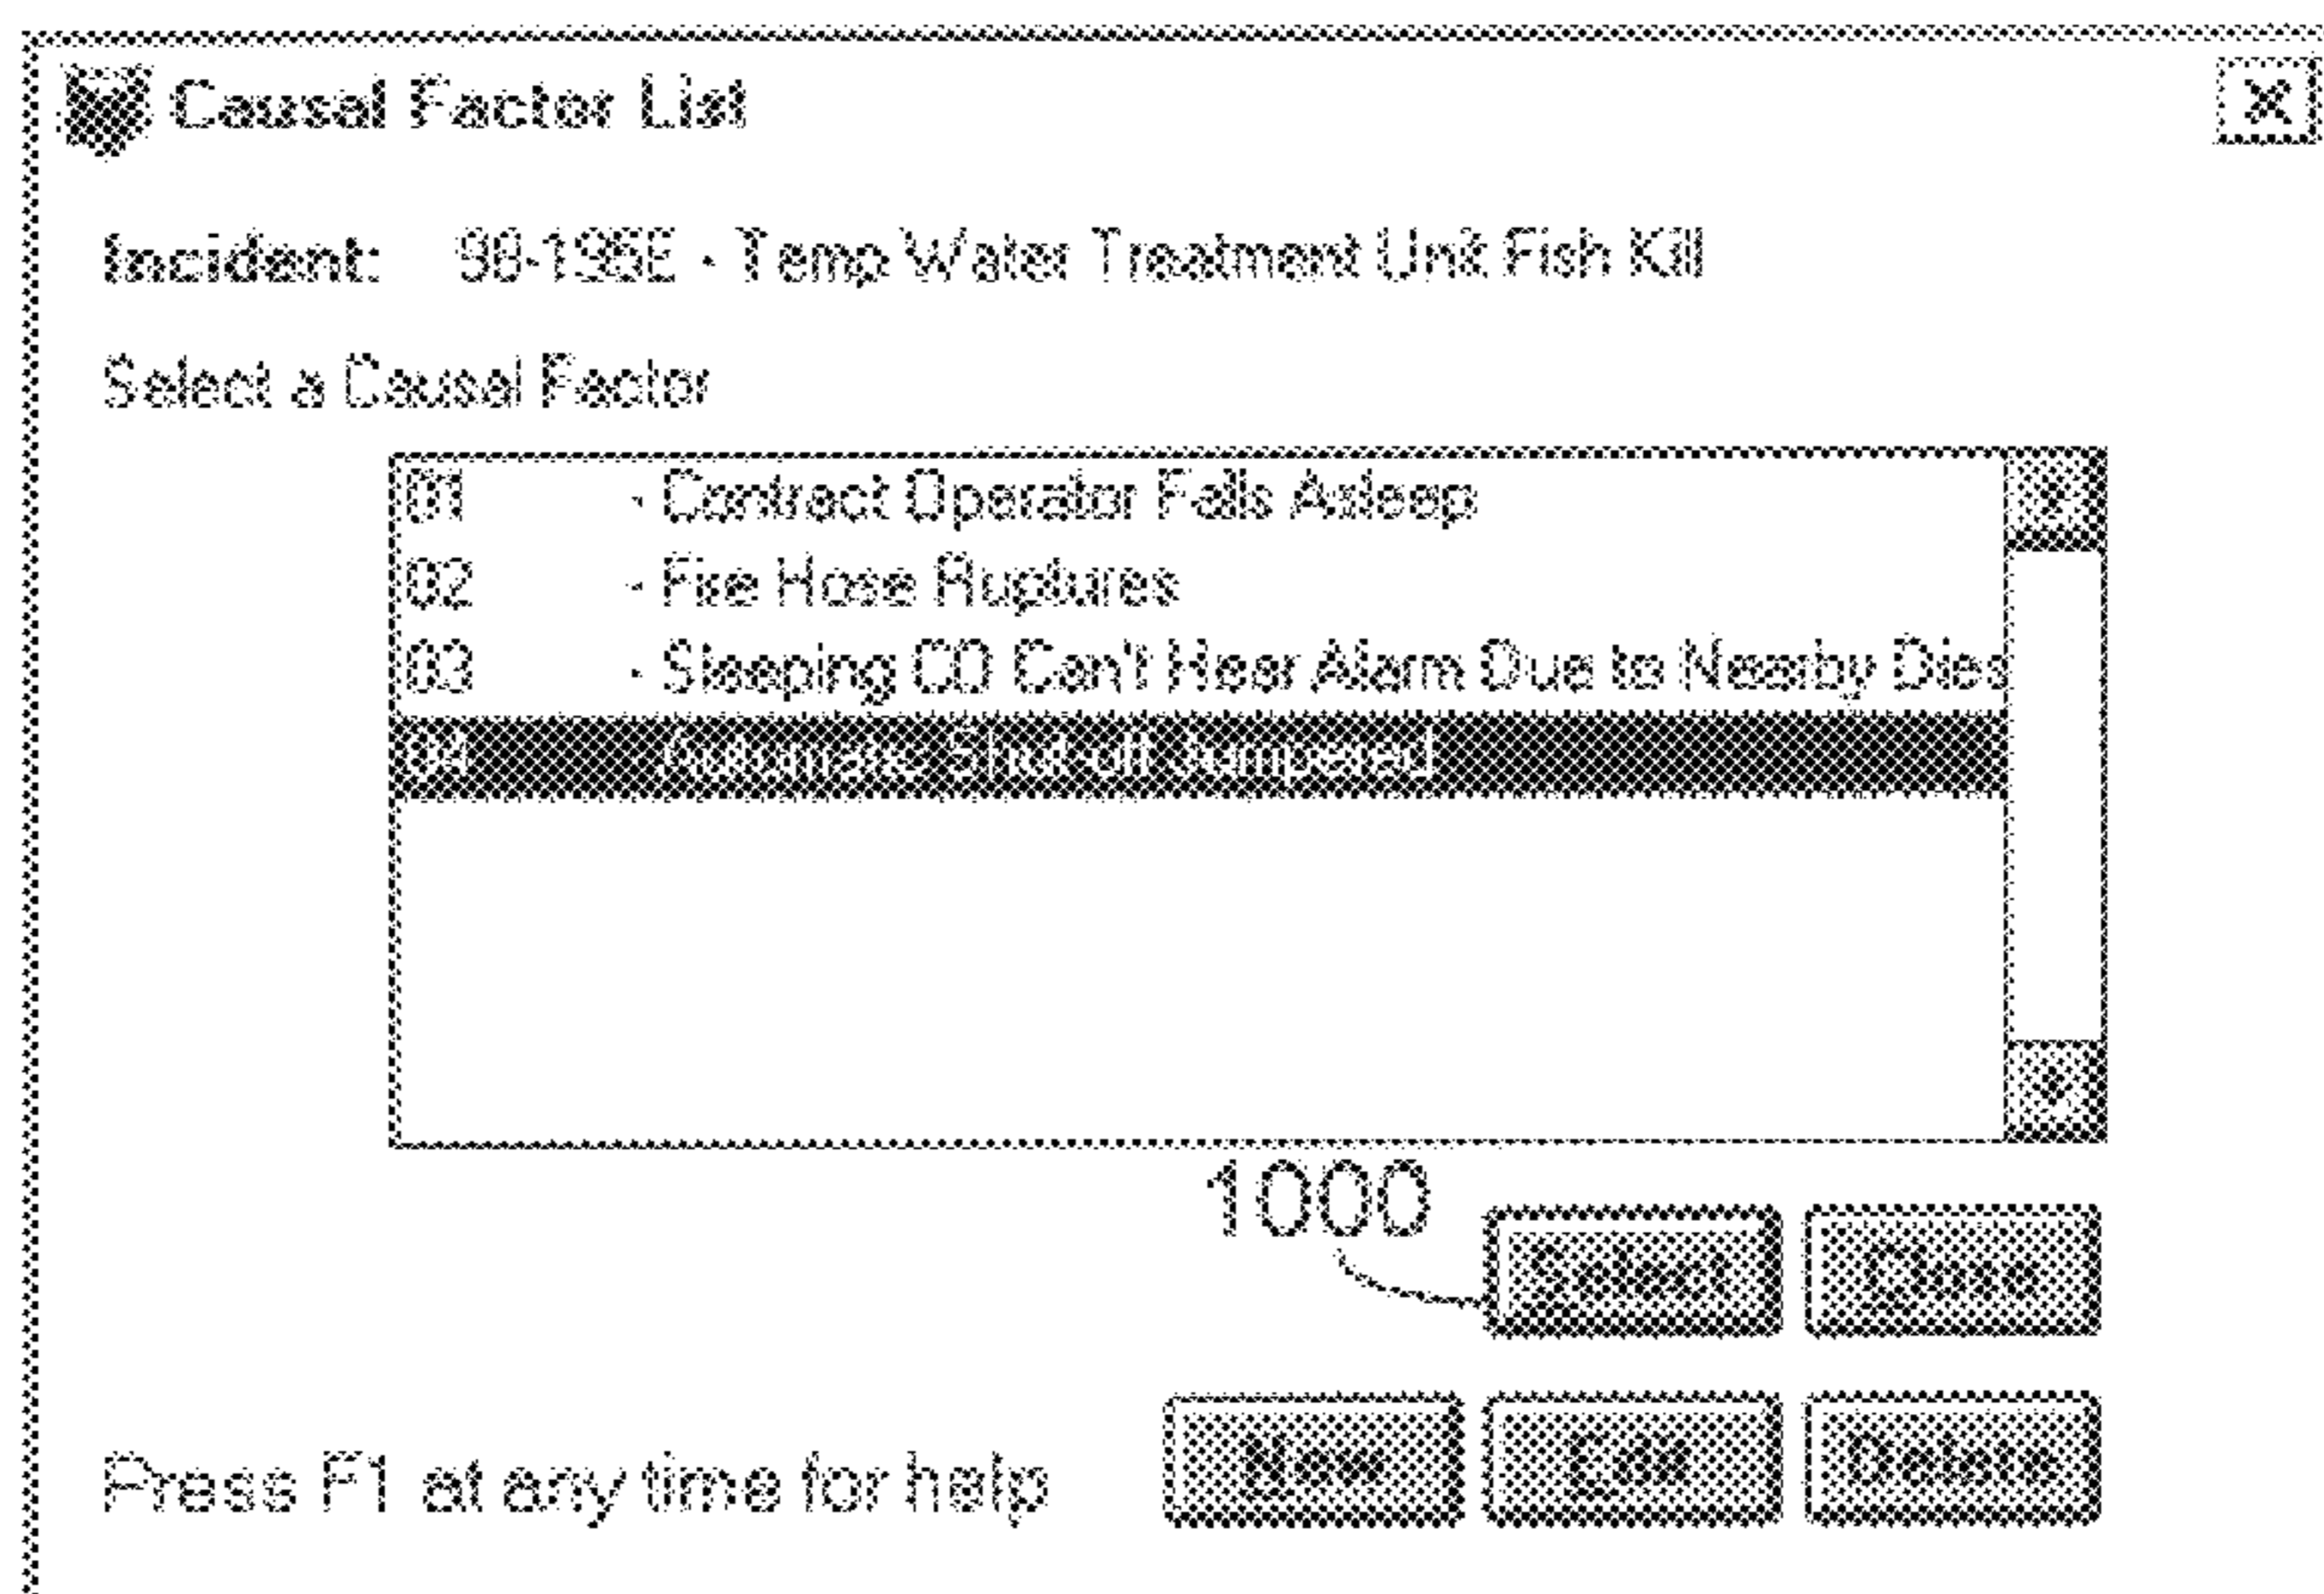 Causal Factor List
Incident: 98-195E - Temp Water Treatment Unit Fish Kill
Select a Causal Factor
01 - Contract Operator Falls Asleep
02 - Fire Hose Ruptures
03 - Sleeping CO Can't Hear Alarm Due to Nearby Dies
04 Automatic Shut-off Jumpered
1000
Select Close
New Edit Delete
Press F1 at any time for help